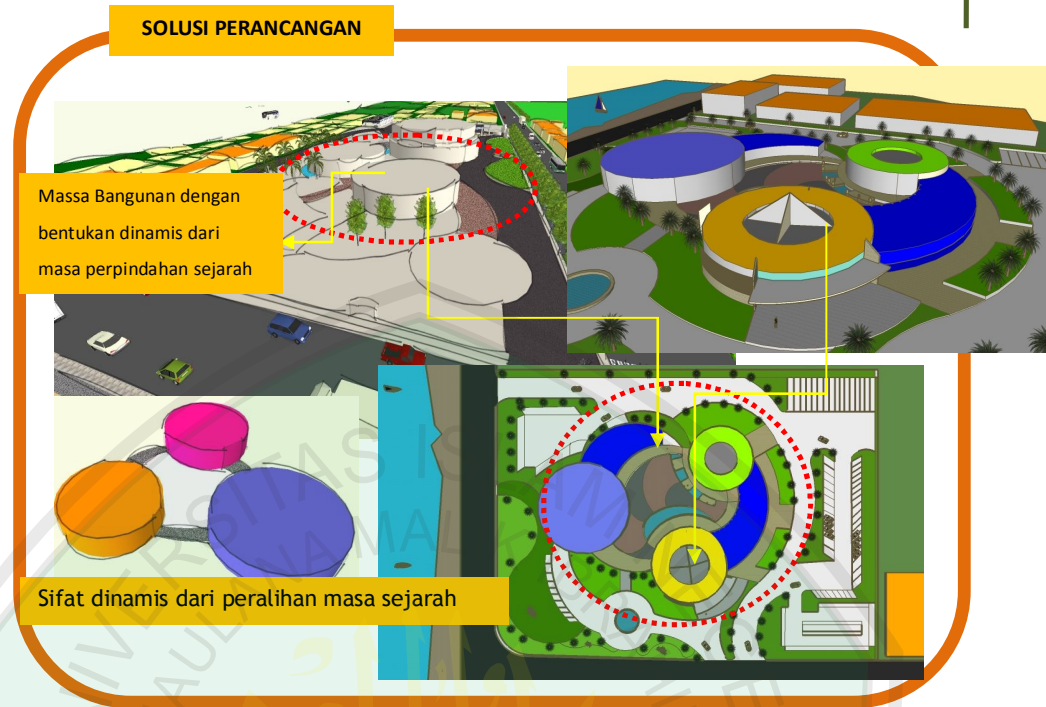 SOLUSI PERANCANGAN
Massa Bangunan dengan
bentukan dinamis dari
masa perpindahan sejarah
Sifat dinamis dari peralihan masa sejarah